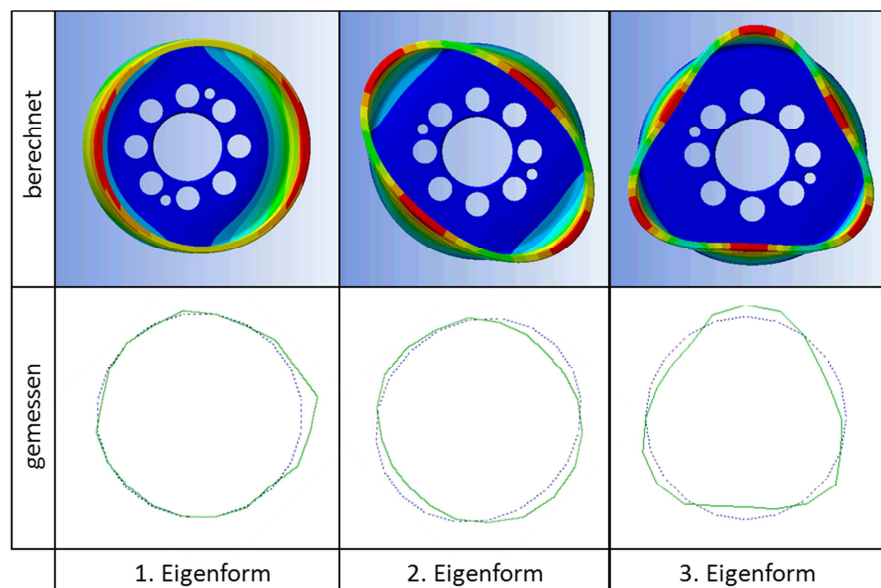 berechnet
gemessen
1. Eigenform
2. Eigenform
3. Eigenform